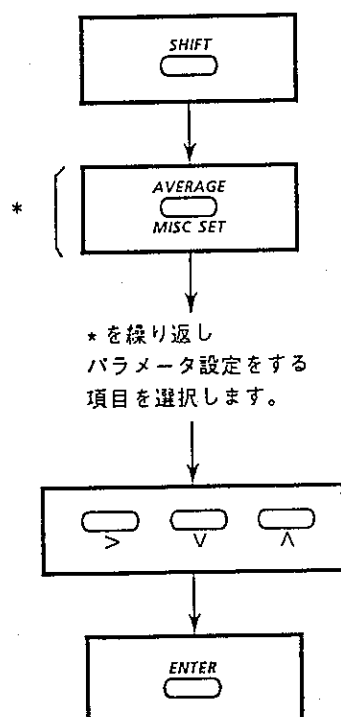 SHIFT
*
AVERAGE
MISC SET
*を繰り返し
パラメータ設定をする
項目を選択します。
> ∨ ∧
ENTER